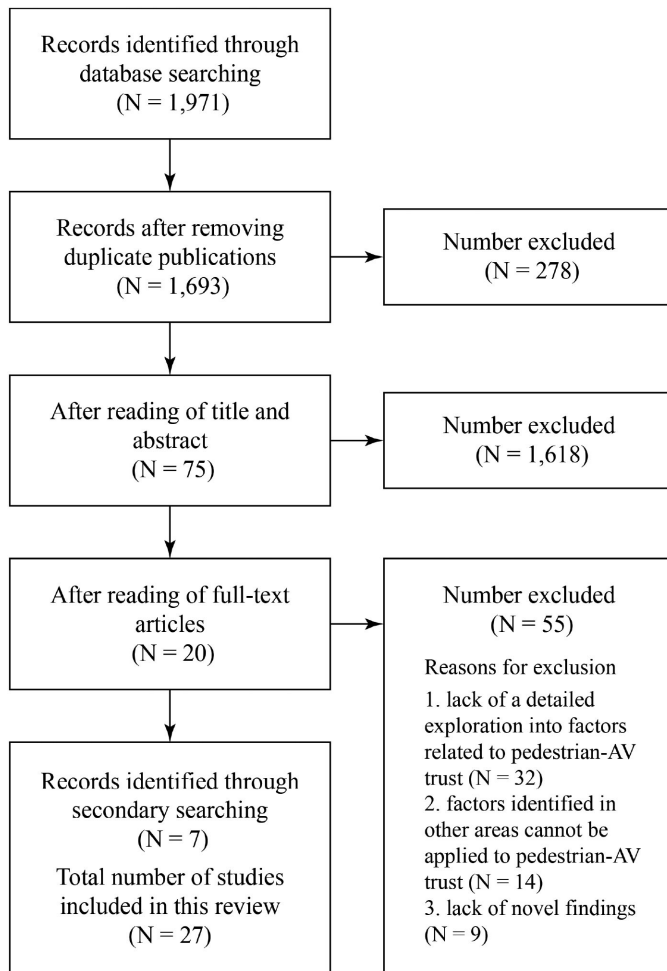 Records identified through
database searching
(N = 1,971)
Records after removing
duplicate publications
(N = 1,693)
Number excluded
(N = 278)
After reading of title and
abstract
(N = 75)
Number excluded
(N = 1,618)
After reading of full-text
articles
(N = 20)
Number excluded
(N = 55)
Reasons for exclusion
1. lack of a detailed
exploration into factors
related to pedestrian-AV
trust (N = 32)
2. factors identified in
other areas cannot be
applied to pedestrian-AV
trust (N = 14)
3. lack of novel findings
(N = 9)
Records identified through
secondary searching
(N = 7)
Total number of studies
included in this review
(N = 27)